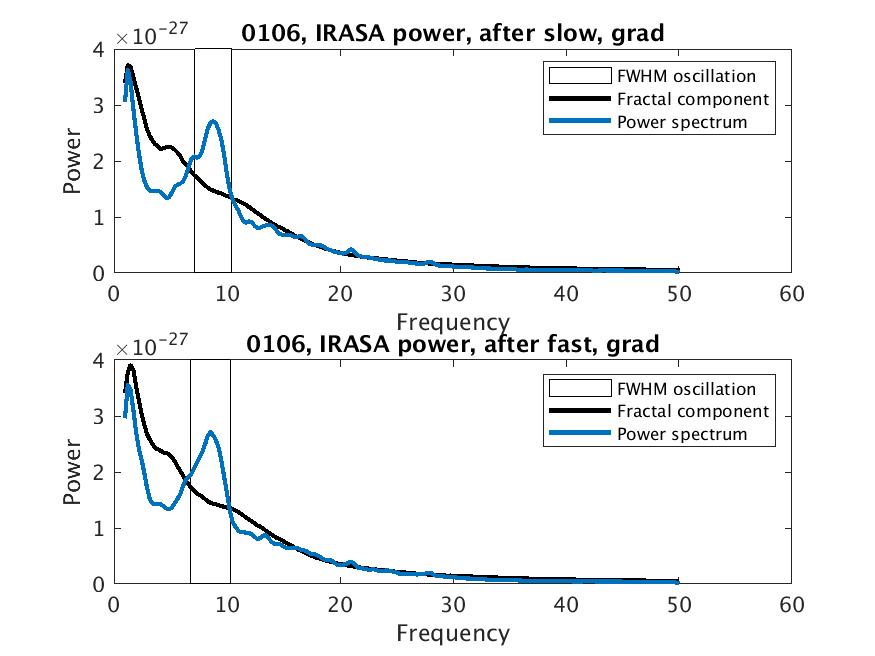 ×10⁻²⁷
0106, IRASA power, after slow, grad
4
3
2
1
0
Power
FWHM oscillation
Fractal component
Power spectrum
0 10 20 30 40 50 60
Frequency
×10⁻²⁷
0106, IRASA power, after fast, grad
4
3
2
1
0
Power
FWHM oscillation
Fractal component
Power spectrum
0 10 20 30 40 50 60
Frequency